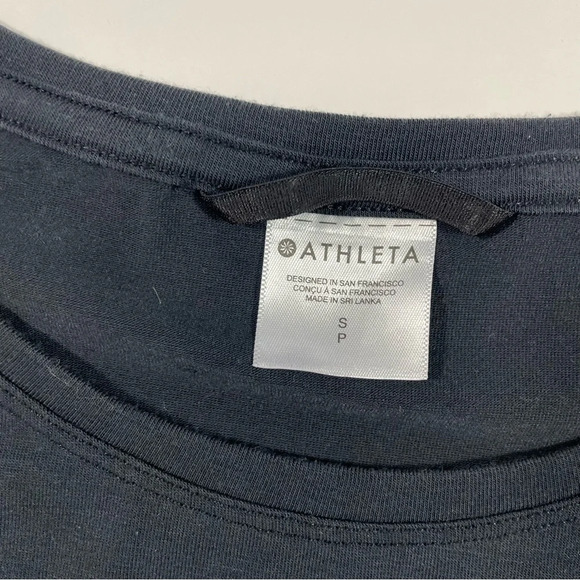 ATHLETA
DESIGNED IN SAN FRANCISCO
CONÇU À SAN FRANCISCO
MADE IN SRI LANKA
S
P